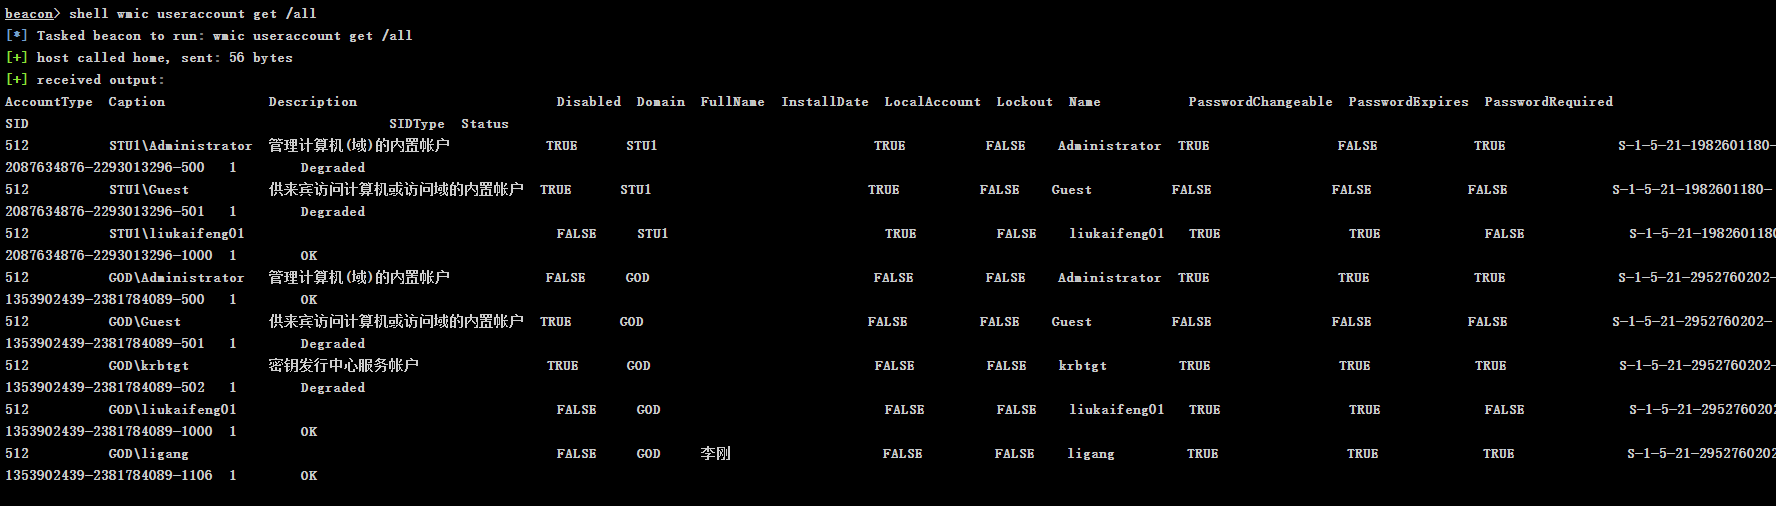 beacon> shell wmic useraccount get /all
[*] Tasked beacon to run: wmic useraccount get /all
[+] host called home, sent: 56 bytes
[+] received output:
AccountType  Caption  Description  Disabled  Domain  FullName  InstallDate  LocalAccount  Lockout  Name  PasswordChangeable  PasswordExpires  PasswordRequired
SID  SIDType  Status
512  STU1\Administrator  管理计算机(域)的内置帐户  TRUE  STU1  TRUE  FALSE  Administrator  TRUE  FALSE  TRUE  S-1-5-21-1982601180-
2087634876-2293013296-500  1  Degraded
512  STU1\Guest  供来宾访问计算机或访问域的内置帐户  TRUE  STU1  TRUE  FALSE  Guest  FALSE  FALSE  FALSE  S-1-5-21-1982601180-
2087634876-2293013296-501  1  Degraded
512  STU1\liukaifeng01  FALSE  STU1  TRUE  FALSE  liukaifeng01  TRUE  TRUE  FALSE  S-1-5-21-1982601180
2087634876-2293013296-1000  1  OK
512  GOD\Administrator  管理计算机(域)的内置帐户  FALSE  GOD  FALSE  FALSE  Administrator  TRUE  TRUE  TRUE  S-1-5-21-2952760202-
1353902439-2381784089-500  1  OK
512  GOD\Guest  供来宾访问计算机或访问域的内置帐户  TRUE  GOD  FALSE  FALSE  Guest  FALSE  FALSE  FALSE  S-1-5-21-2952760202-
1353902439-2381784089-501  1  Degraded
512  GOD\krbtgt  密钥发行中心服务帐户  TRUE  GOD  FALSE  FALSE  krbtgt  TRUE  TRUE  TRUE  S-1-5-21-2952760202-
1353902439-2381784089-502  1  Degraded
512  GOD\liukaifeng01  FALSE  GOD  FALSE  FALSE  liukaifeng01  TRUE  TRUE  FALSE  S-1-5-21-2952760202
1353902439-2381784089-1000  1  OK
512  GOD\ligang  FALSE  GOD  李刚  FALSE  FALSE  ligang  TRUE  TRUE  TRUE  S-1-5-21-2952760202
1353902439-2381784089-1106  1  OK